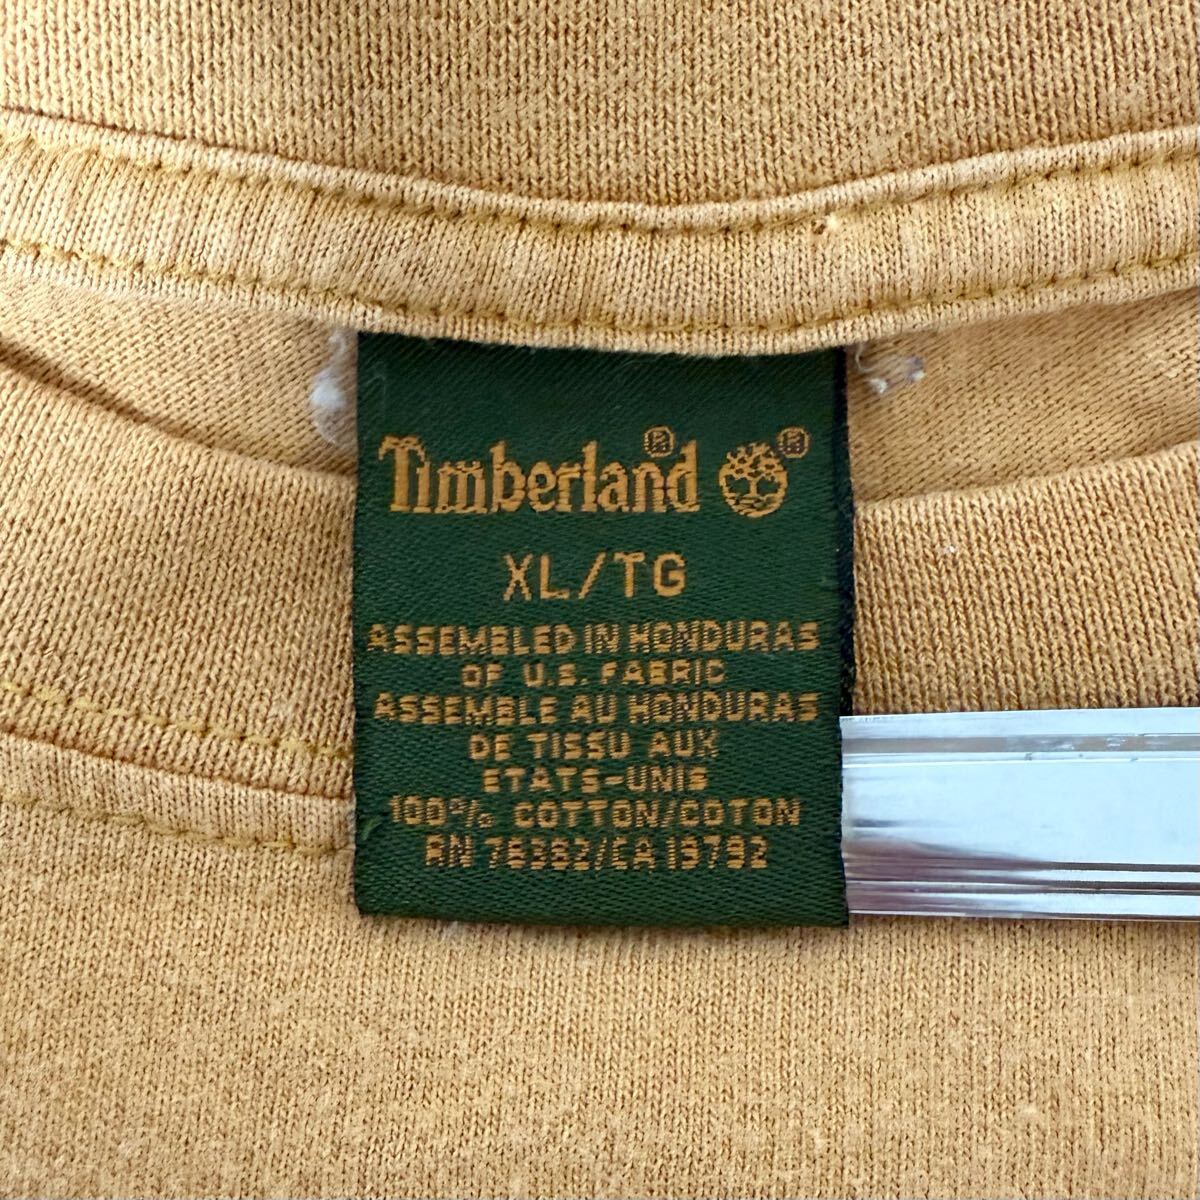 Timberland® ®
XL/TG
ASSEMBLED IN HONDURAS
OF U.S. FABRIC
ASSEMBLE AU HONDURAS
DE TISSU AUX
ETATS-UNIS
100% COTTON/COTON
RN 76392/CA 19792